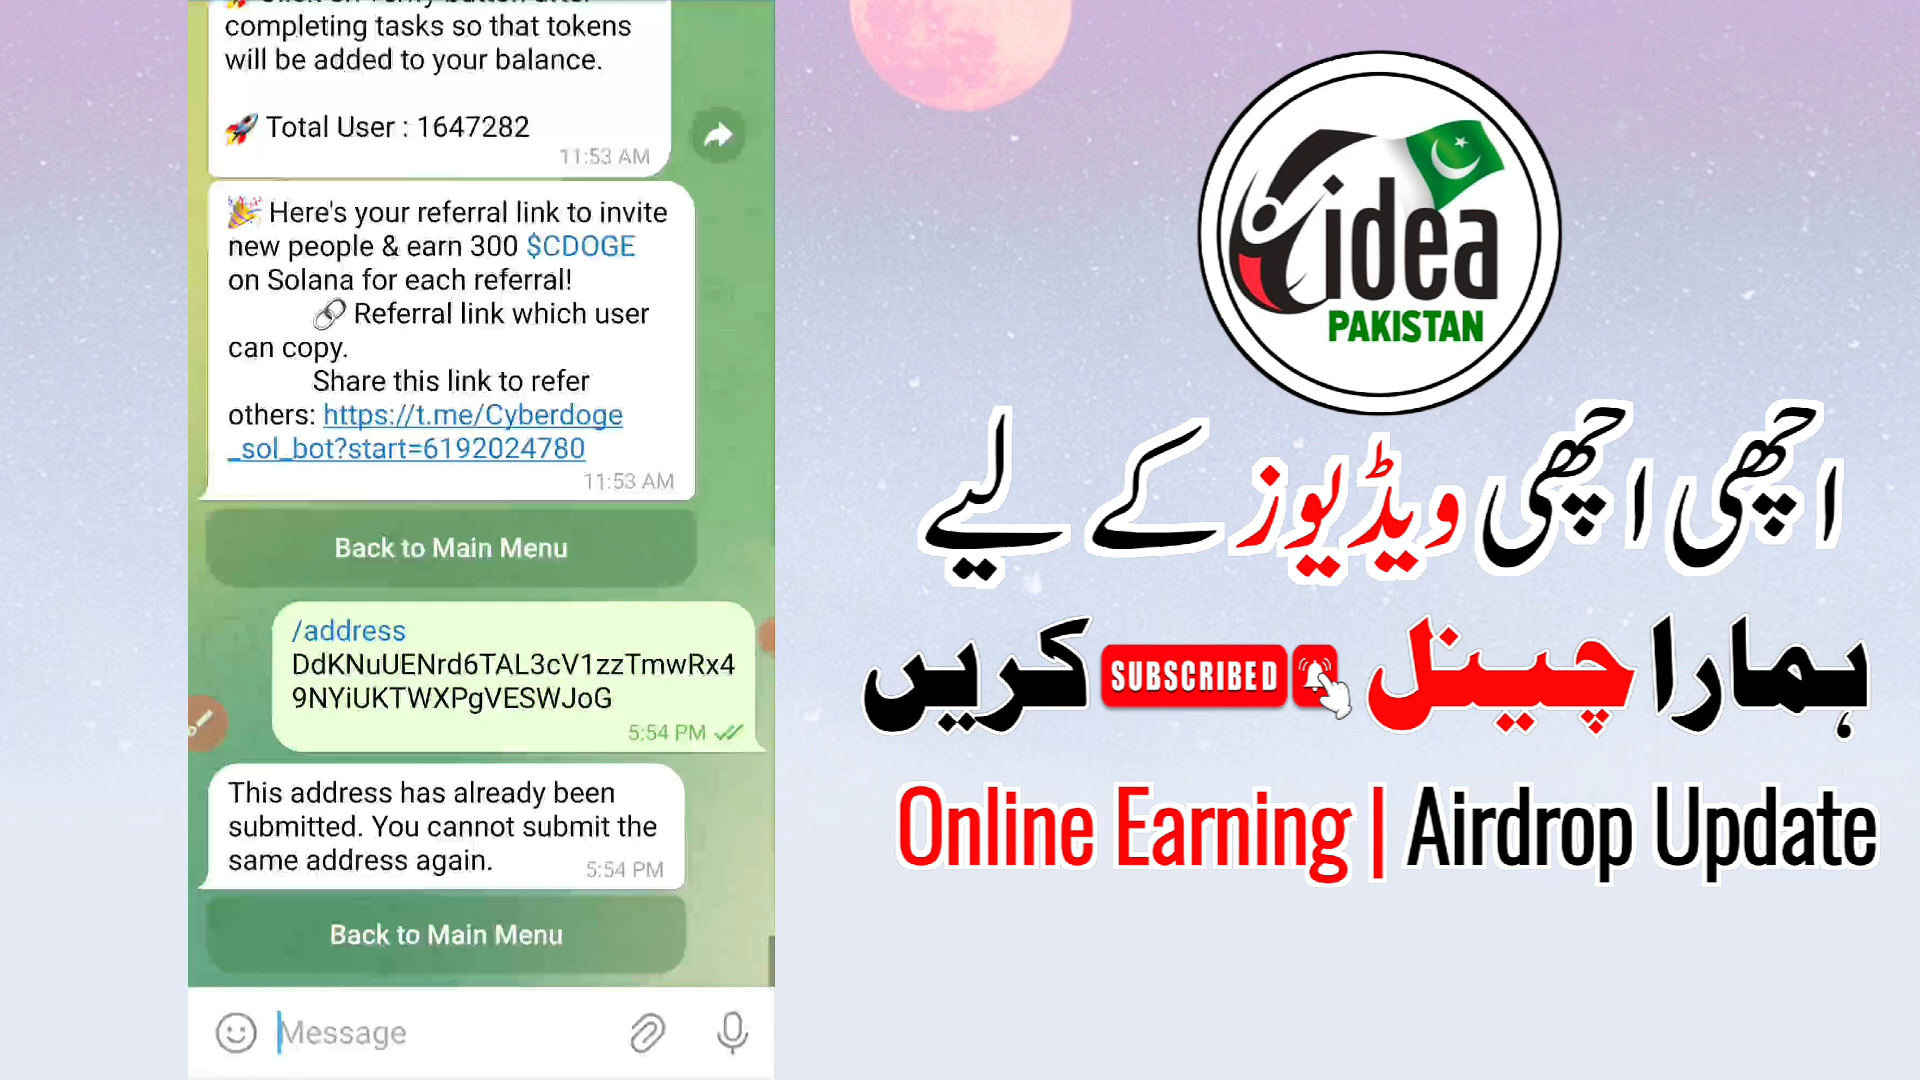 completing tasks so that tokens
will be added to your balance.
🚀 Total User : 1647282
11:53 AM
🎉 Here's your referral link to invite
new people & earn 300 $CDOGE
on Solana for each referral!
🔗 Referral link which user
can copy.
Share this link to refer
others: https://t.me/Cyberdoge
_sol_bot?start=6192024780
11:53 AM
Back to Main Menu
/address
DdKNuUENrd6TAL3cV1zzTmwRx4
9NYiUKTWXPgVESWJoG
5:54 PM
This address has already been
submitted. You cannot submit the
same address again.
5:54 PM
Back to Main Menu
Message
idea
PAKISTAN
اچھی اچھی ویڈیوز کے لیے
ہمارا چینل SUBSCRIBED کریں
Online Earning | Airdrop Update